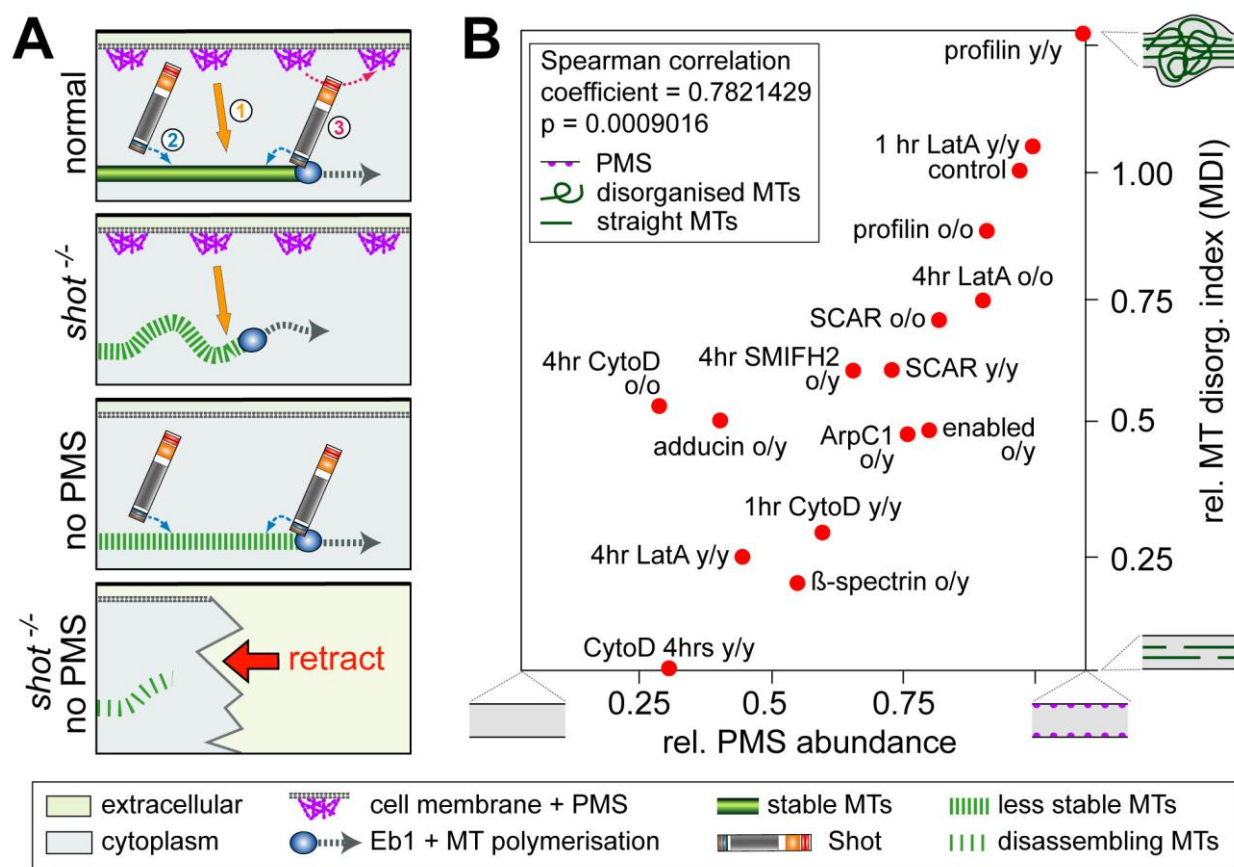 A
normal
1
2
3
shot -/-
no PMS
shot -/-
no PMS
retract
B
Spearman correlation
coefficient = 0.7821429
p = 0.0009016
PMS
disorganised MTs
straight MTs
profilin y/y
1 hr LatA y/y
control
profilin o/o
4hr LatA o/o
SCAR o/o
4hr SMIFH2
o/y
SCAR y/y
4hr CytoD
o/o
adducin o/y
ArpC1
o/y
enabled
o/y
1hr CytoD y/y
4hr LatA y/y
ß-spectrin o/y
CytoD 4hrs y/y
1.00
0.75
0.5
0.25
rel. MT disorg. index (MDI)
0.25
0.5
0.75
rel. PMS abundance
extracellular
cytoplasm
cell membrane + PMS
Eb1 + MT polymerisation
stable MTs
Shot
less stable MTs
disassembling MTs